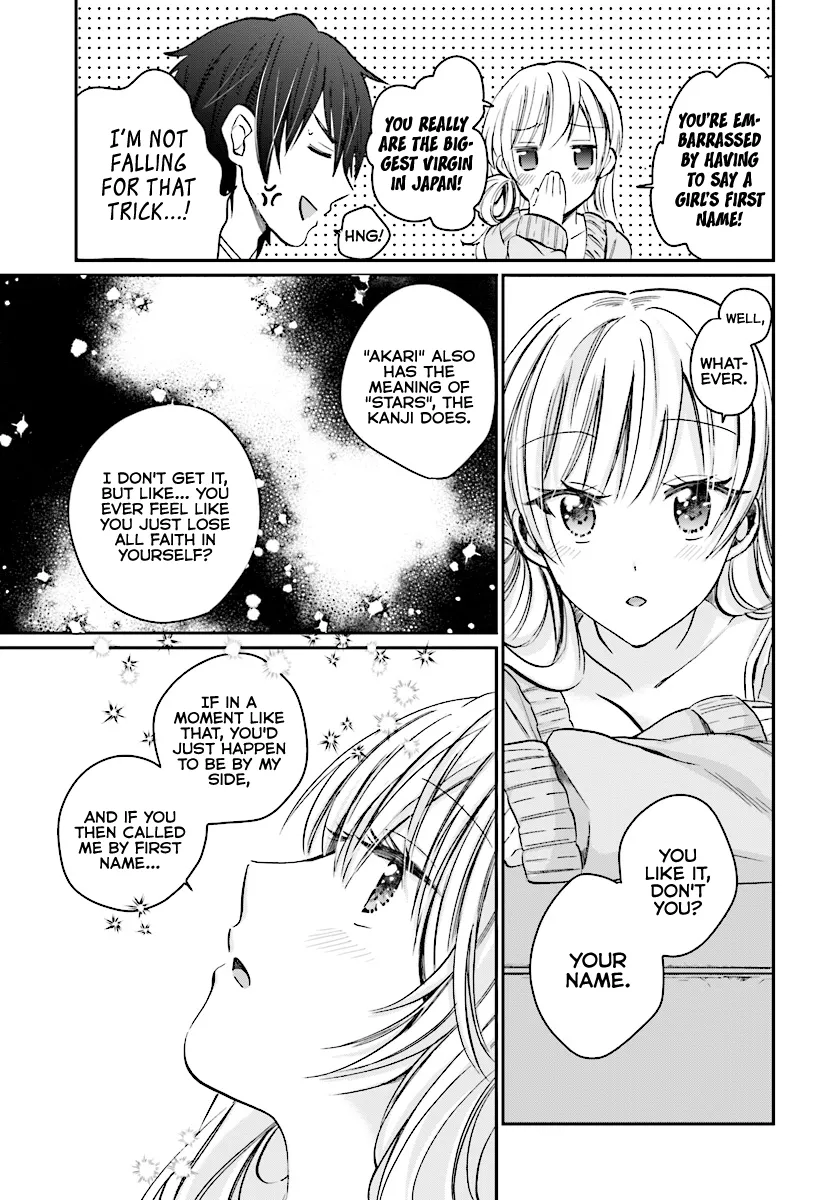 YOU'RE EM-
BARRASSED
BY HAVING
TO SAY A
GIRL'S FIRST
NAME!
YOU REALLY
ARE THE BIG-
GEST VIRGIN
IN JAPAN!
HNG!
I'M NOT
FALLING
FOR THAT
TRICK...!
WELL,
WHAT-
EVER.
YOU
LIKE IT,
DON'T
YOU?
YOUR
NAME.
"AKARI" ALSO
HAS THE
MEANING OF
"STARS", THE
KANJI DOES.
I DON'T GET IT,
BUT LIKE... YOU
EVER FEEL LIKE
YOU JUST LOSE
ALL FAITH IN
YOURSELF?
IF IN A
MOMENT LIKE
THAT, YOU'D
JUST HAPPEN
TO BE BY MY
SIDE,
AND IF YOU
THEN CALLED
ME BY FIRST
NAME...